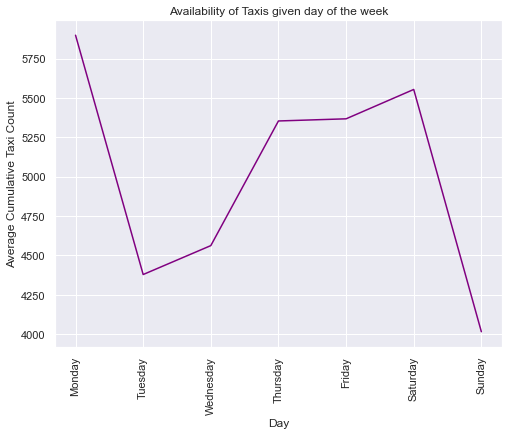 Availability of Taxis given day of the week
Average Cumulative Taxi Count
5750
5500
5250
5000
4750
4500
4250
4000
Monday
Tuesday
Wednesday
Thursday
Friday
Saturday
Sunday
Day